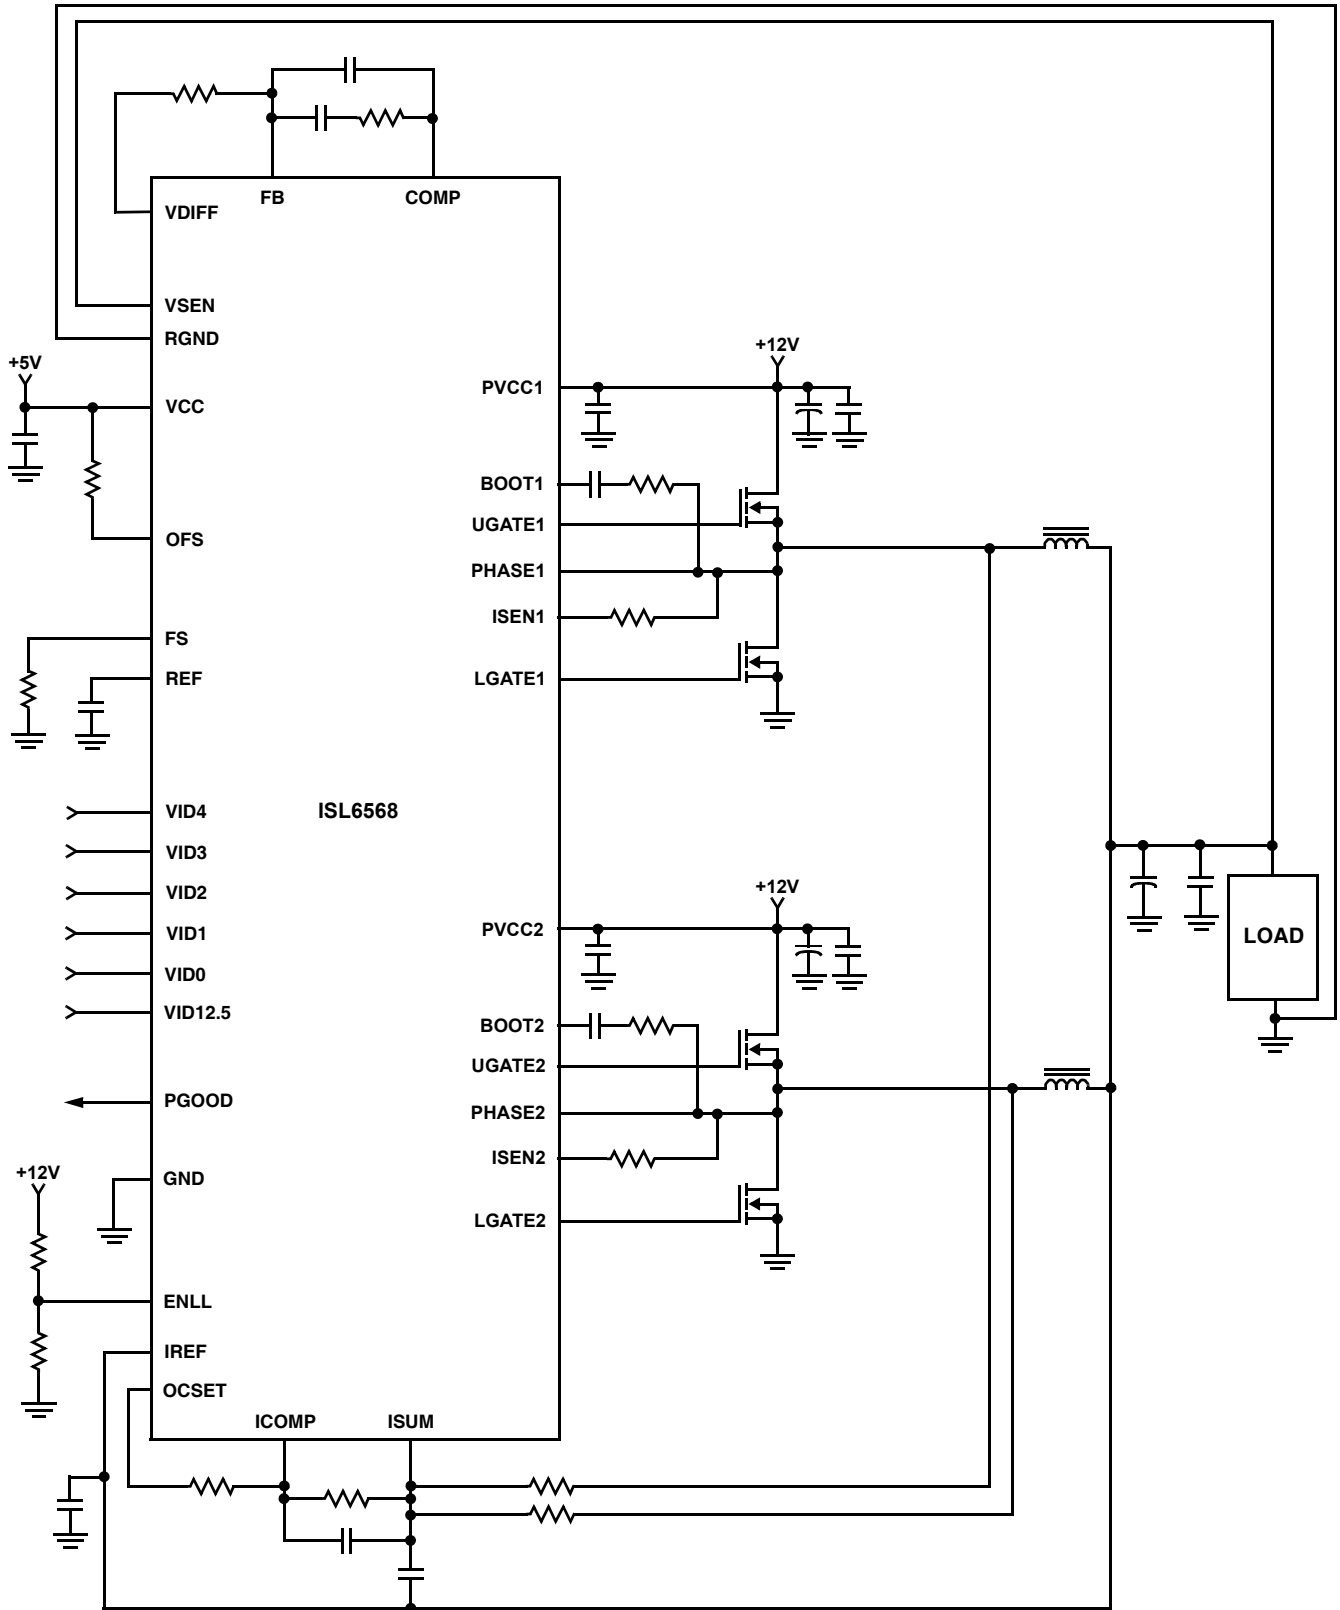 FB
COMP
VDIFF
VSEN
RGND
+5V
VCC
OFS
FS
REF
VID4
VID3
VID2
VID1
VID0
VID12.5
PGOOD
+12V
GND
ENLL
IREF
OCSET
ICOMP
ISUM
ISL6568
+12V
PVCC1
BOOT1
UGATE1
PHASE1
ISEN1
LGATE1
+12V
PVCC2
BOOT2
UGATE2
PHASE2
ISEN2
LGATE2
LOAD